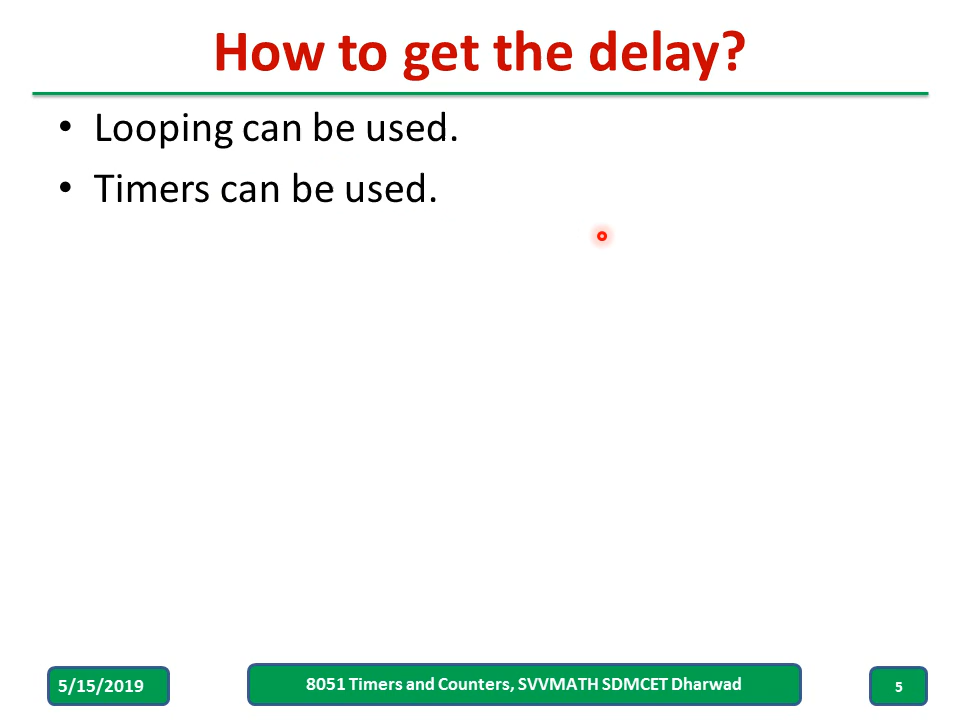 How to get the delay?
• Looping can be used.
• Timers can be used.
5/15/2019
8051 Timers and Counters, SVVMATH SDMCET Dharwad
5